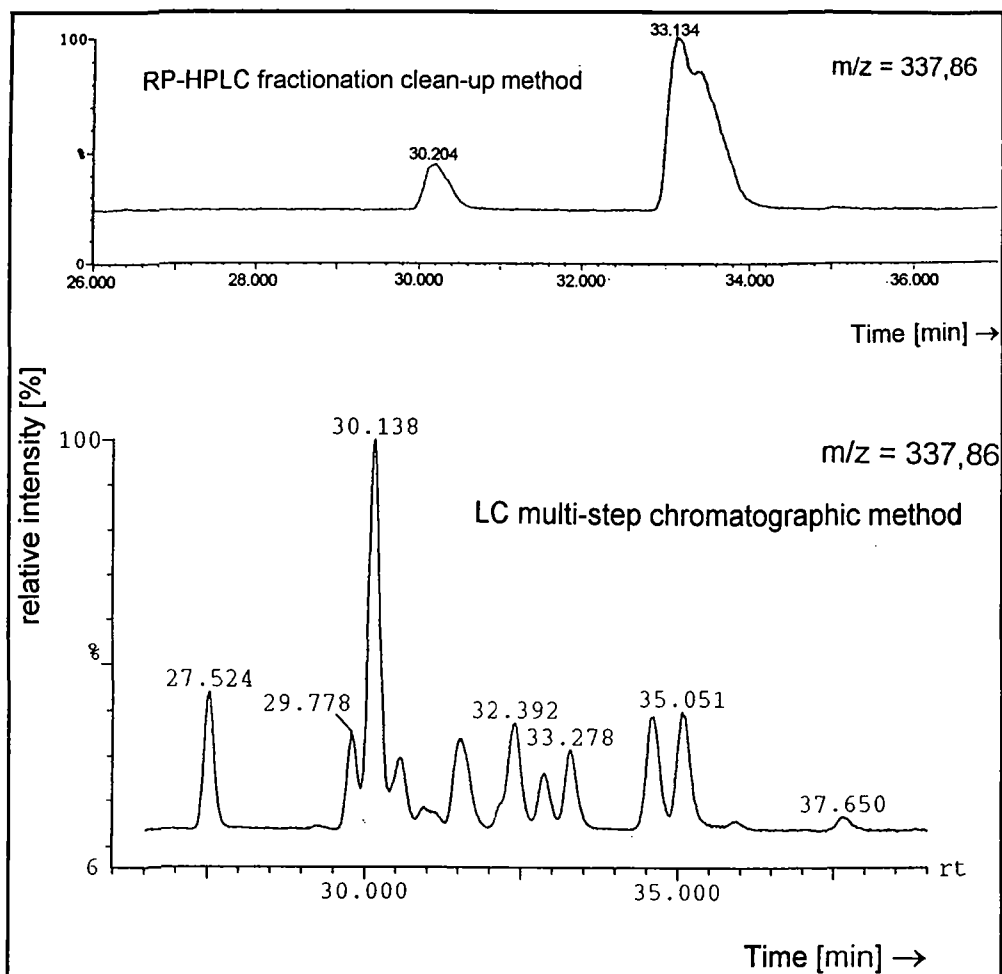 100
33.134
RP-HPLC fractionation clean-up method
m/z = 337,86
%
30.204
0
26.000 28.000 30.000 32.000 34.000 36.000
Time [min] →
relative intensity [%]
100
30.138
m/z = 337,86
LC multi-step chromatographic method
%
27.524
29.778
32.392
33.278
35.051
37.650
6
30.000 35.000 rt
Time [min] →